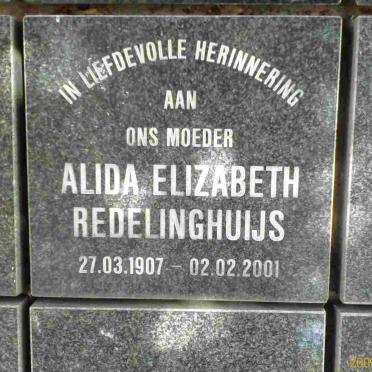 IN LIEFDEVOLLE HERINNERING
AAN
ONS MOEDER
ALIDA ELIZABETH
REDELINGHUIJS
27.03.1907 – 02.02.2001